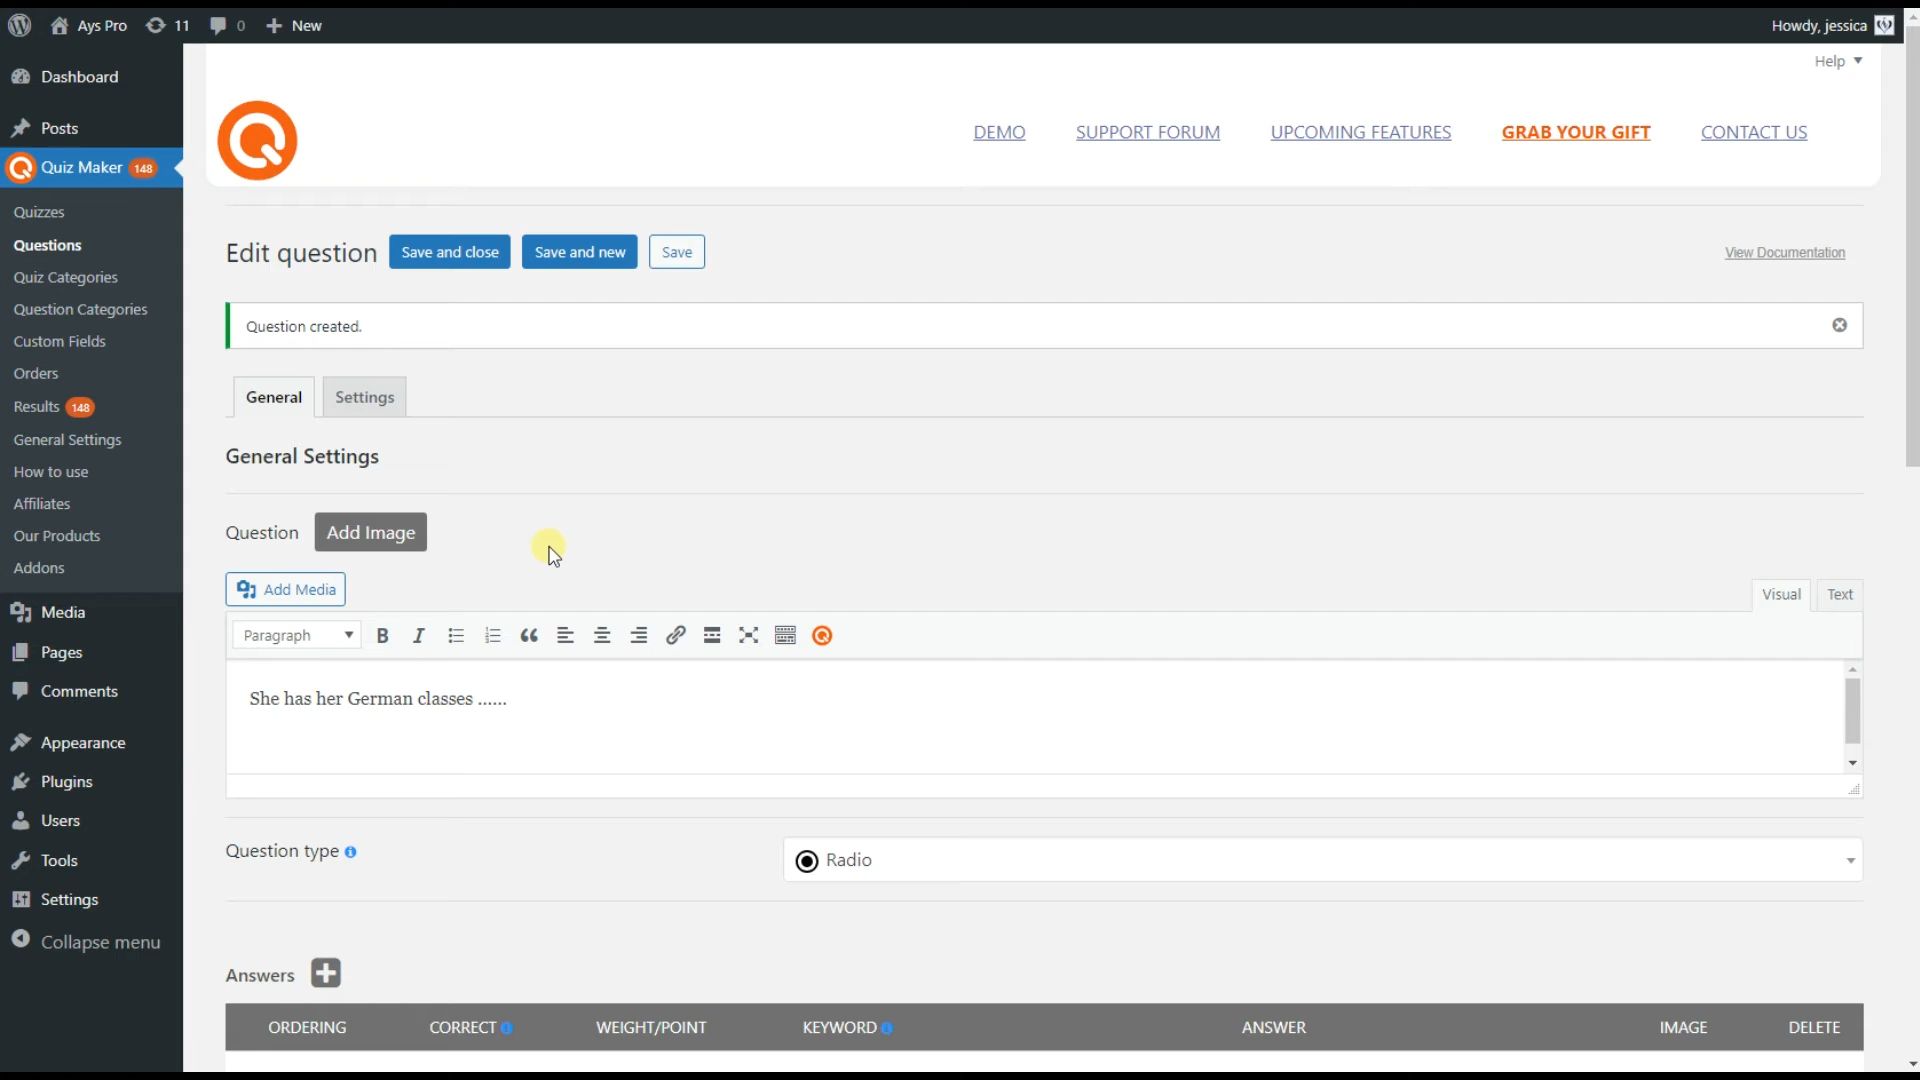 Ays Pro 11 0 New Howdy, jessica
Help
Dashboard
Posts
Quiz Maker 148
Quizzes
Questions
Quiz Categories
Question Categories
Custom Fields
Orders
Results 148
General Settings
How to use
Affiliates
Our Products
Addons
Media
Pages
Comments
Appearance
Plugins
Users
Tools
Settings
Collapse menu
DEMO SUPPORT FORUM UPCOMING FEATURES GRAB YOUR GIFT CONTACT US
Edit question Save and close Save and new Save View Documentation
Question created.
General Settings
General Settings
Question Add Image
Add Media Visual Text
Paragraph B I
She has her German classes ......
Question type Radio
Answers
ORDERING CORRECT WEIGHT/POINT KEYWORD ANSWER IMAGE DELETE